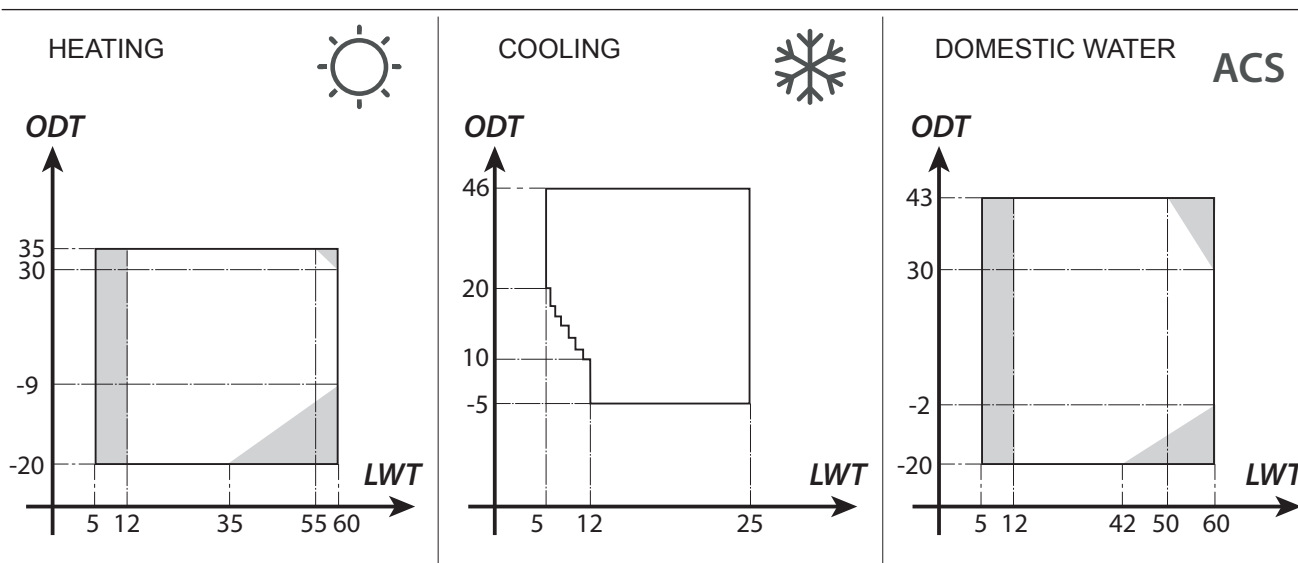 HEATING
ODT
35
30
-9
-20
LWT
5 12 35 55 60
COOLING
ODT
46
20
10
-5
LWT
5 12 25
DOMESTIC WATER
ACS
ODT
43
30
-2
-20
LWT
5 12 42 50 60